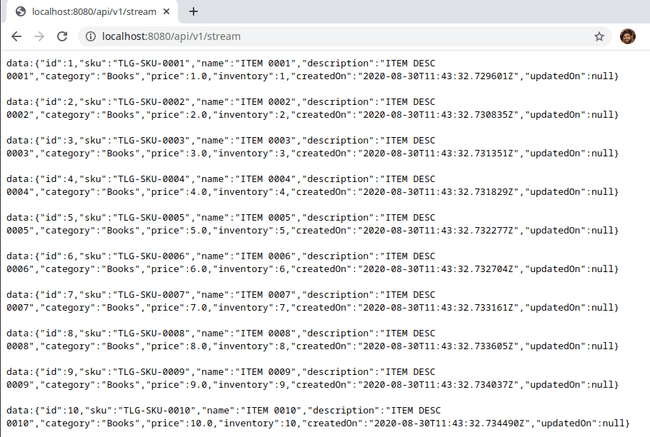 localhost:8080/api/v1/stream
localhost:8080/api/v1/stream
data:{"id":1,"sku":"TLG-SKU-0001","name":"ITEM 0001","description":"ITEM DESC
0001","category":"Books","price":1.0,"inventory":1,"createdOn":"2020-08-30T11:43:32.729601Z","updatedOn":null}
data:{"id":2,"sku":"TLG-SKU-0002","name":"ITEM 0002","description":"ITEM DESC
0002","category":"Books","price":2.0,"inventory":2,"createdOn":"2020-08-30T11:43:32.730835Z","updatedOn":null}
data:{"id":3,"sku":"TLG-SKU-0003","name":"ITEM 0003","description":"ITEM DESC
0003","category":"Books","price":3.0,"inventory":3,"createdOn":"2020-08-30T11:43:32.731351Z","updatedOn":null}
data:{"id":4,"sku":"TLG-SKU-0004","name":"ITEM 0004","description":"ITEM DESC
0004","category":"Books","price":4.0,"inventory":4,"createdOn":"2020-08-30T11:43:32.731829Z","updatedOn":null}
data:{"id":5,"sku":"TLG-SKU-0005","name":"ITEM 0005","description":"ITEM DESC
0005","category":"Books","price":5.0,"inventory":5,"createdOn":"2020-08-30T11:43:32.732277Z","updatedOn":null}
data:{"id":6,"sku":"TLG-SKU-0006","name":"ITEM 0006","description":"ITEM DESC
0006","category":"Books","price":6.0,"inventory":6,"createdOn":"2020-08-30T11:43:32.732704Z","updatedOn":null}
data:{"id":7,"sku":"TLG-SKU-0007","name":"ITEM 0007","description":"ITEM DESC
0007","category":"Books","price":7.0,"inventory":7,"createdOn":"2020-08-30T11:43:32.733161Z","updatedOn":null}
data:{"id":8,"sku":"TLG-SKU-0008","name":"ITEM 0008","description":"ITEM DESC
0008","category":"Books","price":8.0,"inventory":8,"createdOn":"2020-08-30T11:43:32.733605Z","updatedOn":null}
data:{"id":9,"sku":"TLG-SKU-0009","name":"ITEM 0009","description":"ITEM DESC
0009","category":"Books","price":9.0,"inventory":9,"createdOn":"2020-08-30T11:43:32.734037Z","updatedOn":null}
data:{"id":10,"sku":"TLG-SKU-0010","name":"ITEM 0010","description":"ITEM DESC
0010","category":"Books","price":10.0,"inventory":10,"createdOn":"2020-08-30T11:43:32.734490Z","updatedOn":null}